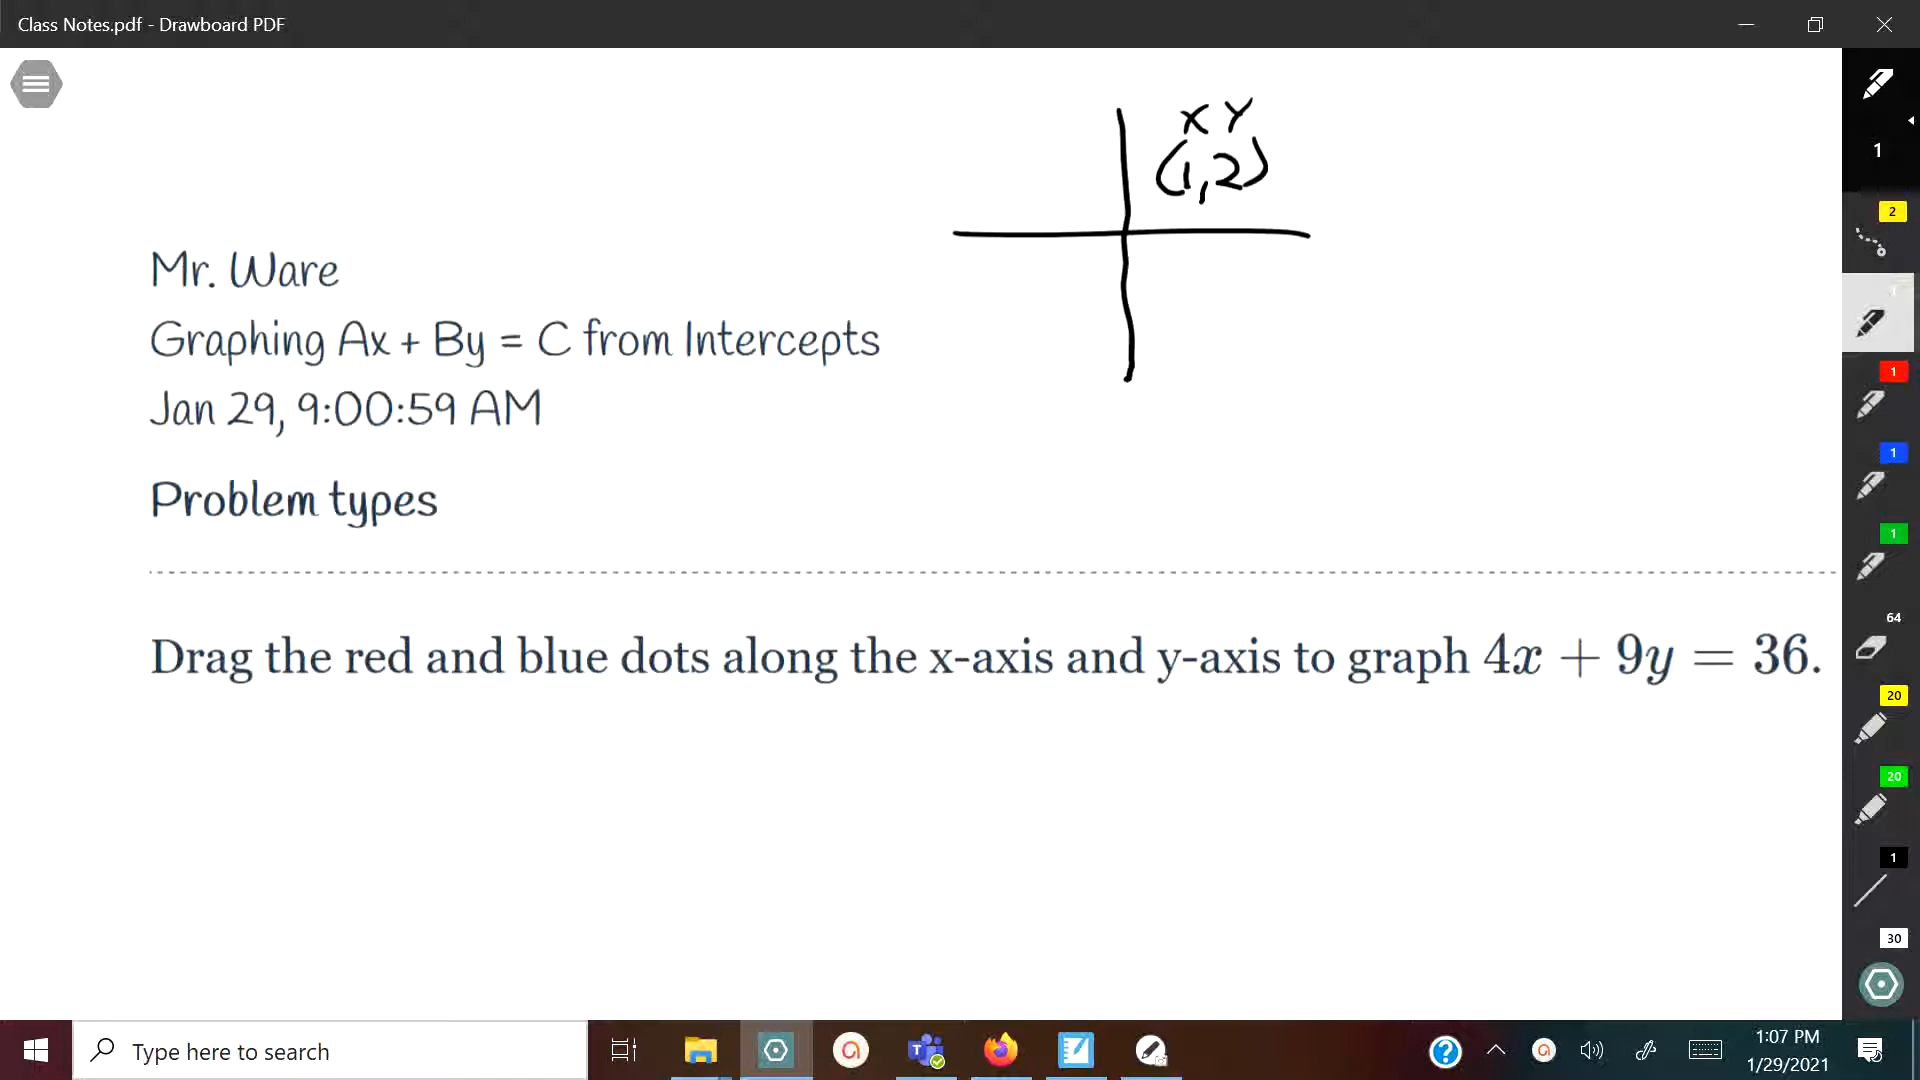 Class Notes.pdf - Drawboard PDF
X Y
(1,2)
Mr. Ware
Graphing Ax + By = C from Intercepts
Jan 29, 9:00:59 AM
Problem types
Drag the red and blue dots along the x-axis and y-axis to graph 4x + 9y = 36.
1
2
1
1
1
1
64
20
20
1
30
Type here to search
1:07 PM
1/29/2021